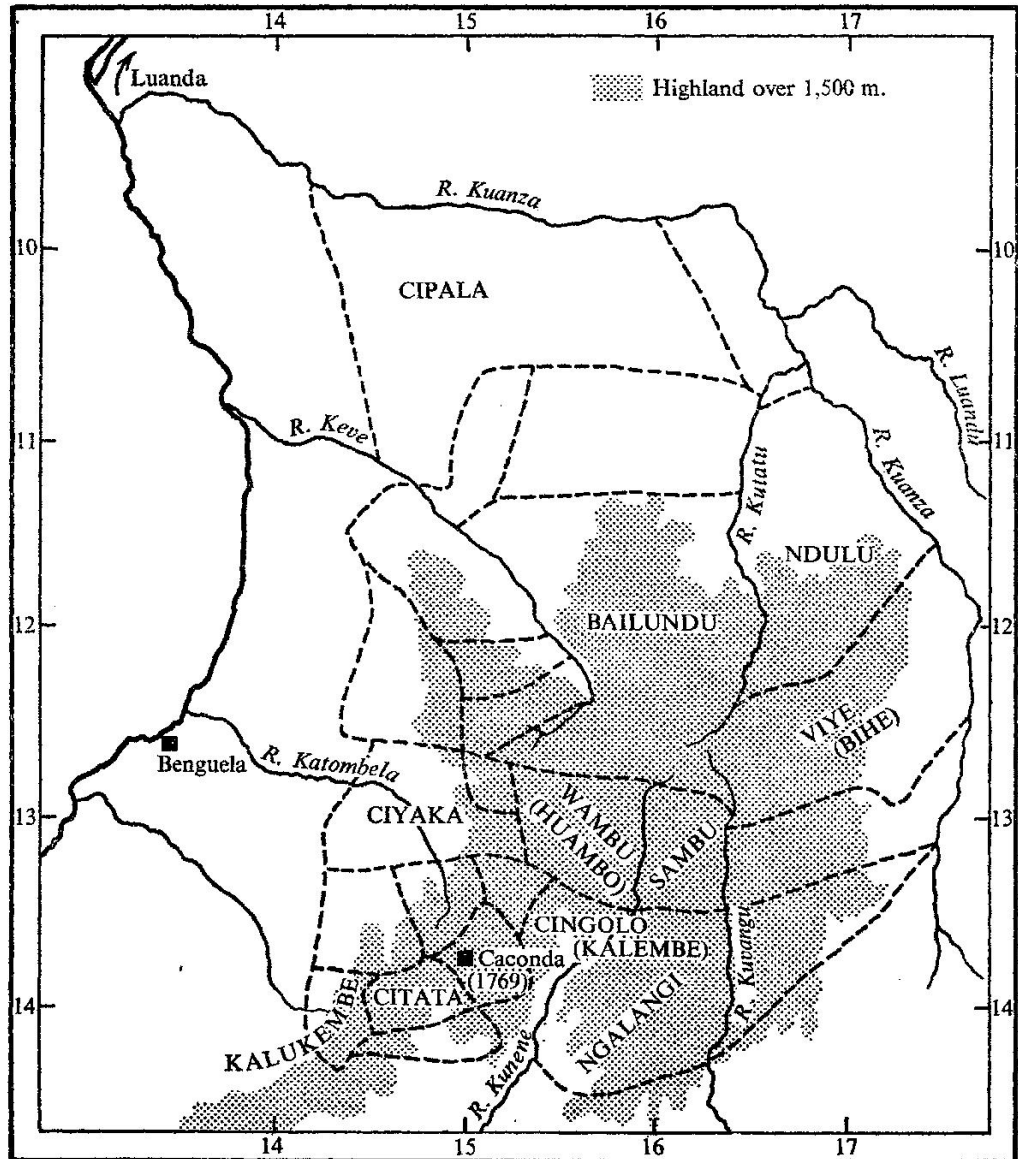 14 15 16 17
Luanda
Highland over 1,500 m.
R. Kuanza
10 10
CIPALA
R. Luandu
R. Keve
11 11
R. Kutatu
R. Kuanza
NDULU
12 12
BAILUNDU
VIYE
(BIHE)
Benguela
R. Katombela
13 13
CIYAKA
WAMBU
(HUAMBO)
SAMBU
CINGOLO
(KALEMBE)
Caconda
(1769)
R. Kuvangu
14 14
CITATA
KALUKEMBE
NGALANGI
R. Kunene
14 15 16 17